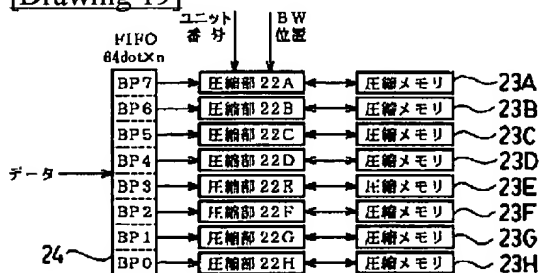 [Drawing 19]
ユニット番号 BW位置
FIFO
64dot×n
データ
BP7 圧縮部22A 圧縮メモリ 23A
BP6 圧縮部22B 圧縮メモリ 23B
BP5 圧縮部22C 圧縮メモリ 23C
BP4 圧縮部22D 圧縮メモリ 23D
BP3 圧縮部22E 圧縮メモリ 23E
BP2 圧縮部22F 圧縮メモリ 23F
BP1 圧縮部22G 圧縮メモリ 23G
BP0 圧縮部22H 圧縮メモリ 23H
24